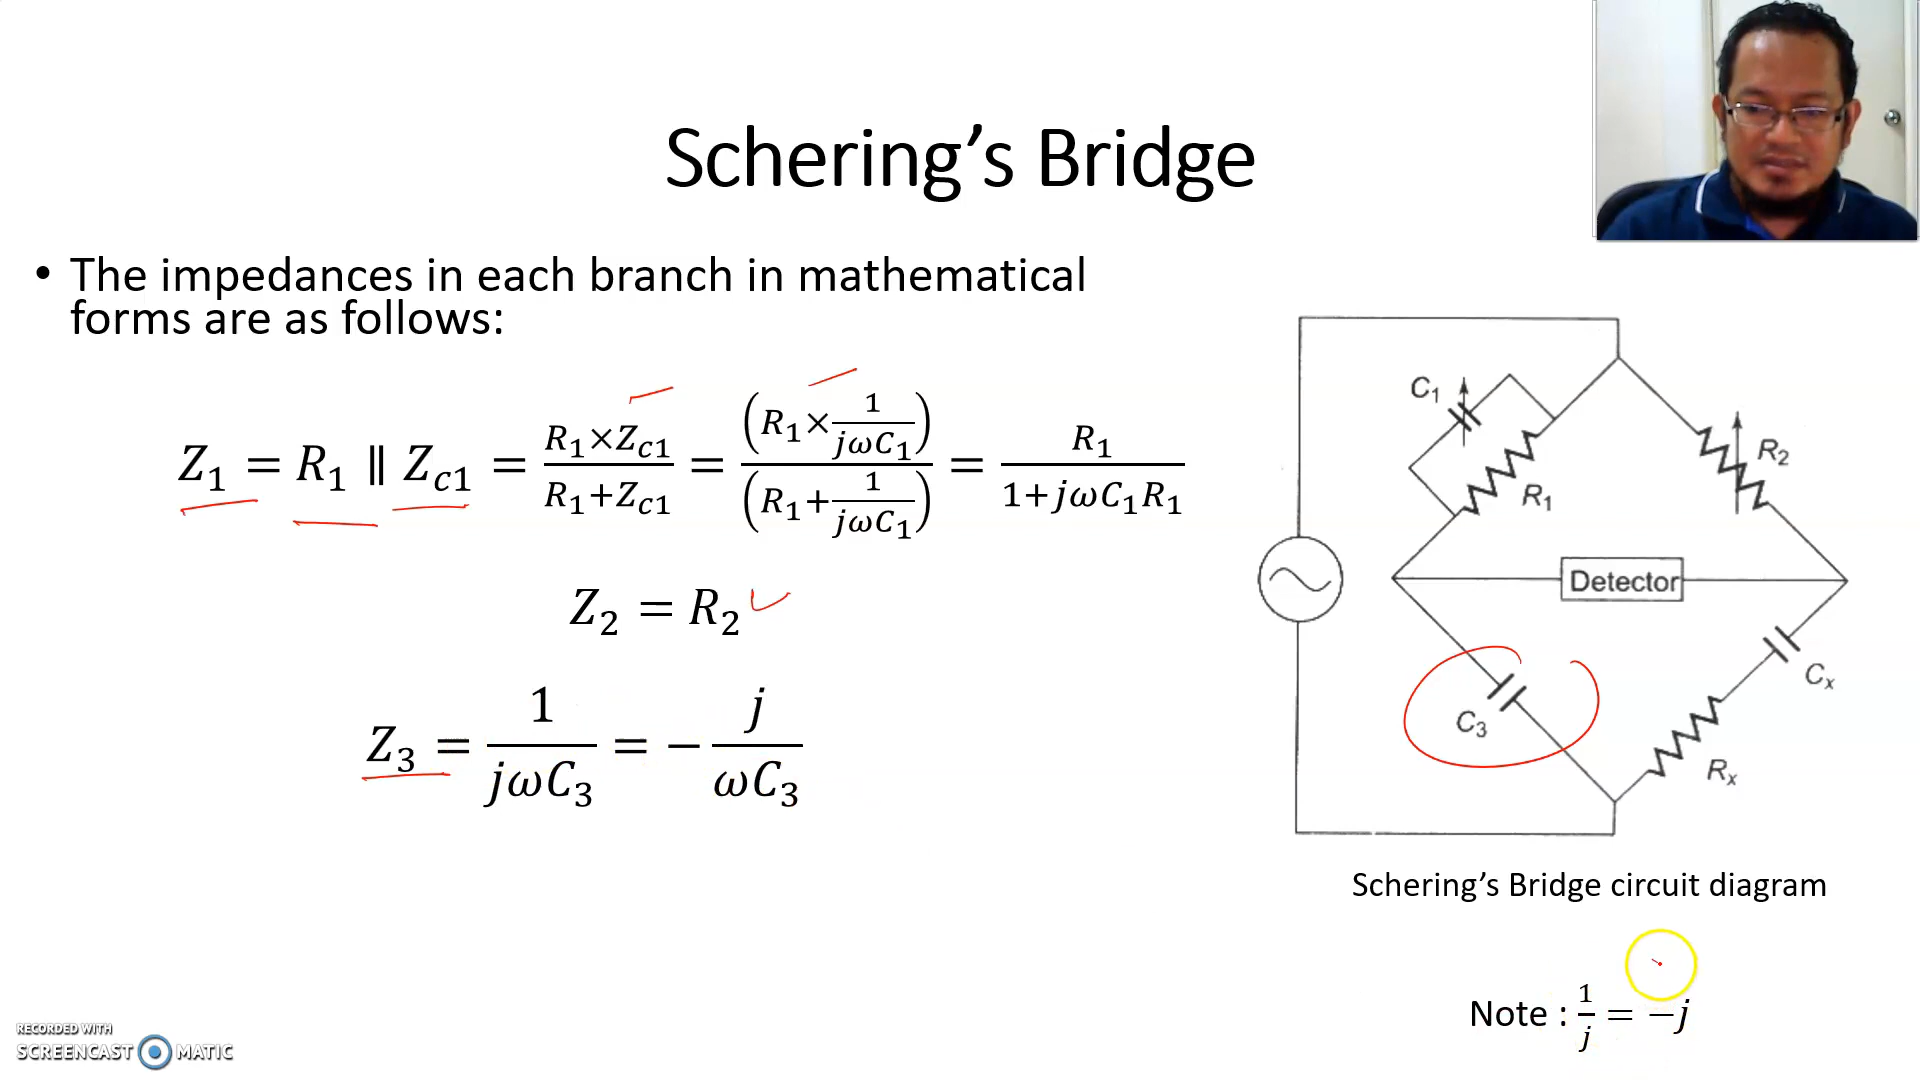 Schering’s Bridge
• The impedances in each branch in mathematical
forms are as follows:
Z₁ = R₁ ∥ Z_c1 = (R₁×Z_c1)/(R₁+Z_c1) = (R₁×1/(jωC₁))/(R₁+1/(jωC₁)) = R₁/(1+jωC₁R₁)
Z₂ = R₂
Z₃ = 1/(jωC₃) = −j/(ωC₃)
C₁
R₁
R₂
Detector
C₃
Cₓ
Rₓ
Schering’s Bridge circuit diagram
Note : 1/j = −j
RECORDED WITH
SCREENCAST MATIC